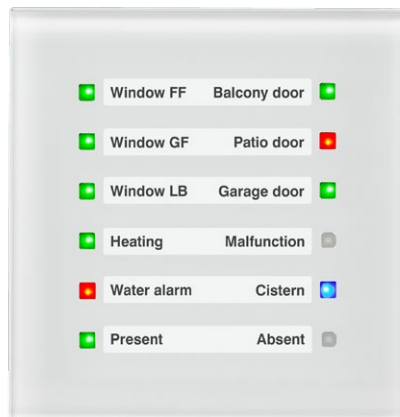 Window FF Balcony door
Window GF Patio door
Window LB Garage door
Heating Malfunction
Water alarm Cistern
Present Absent